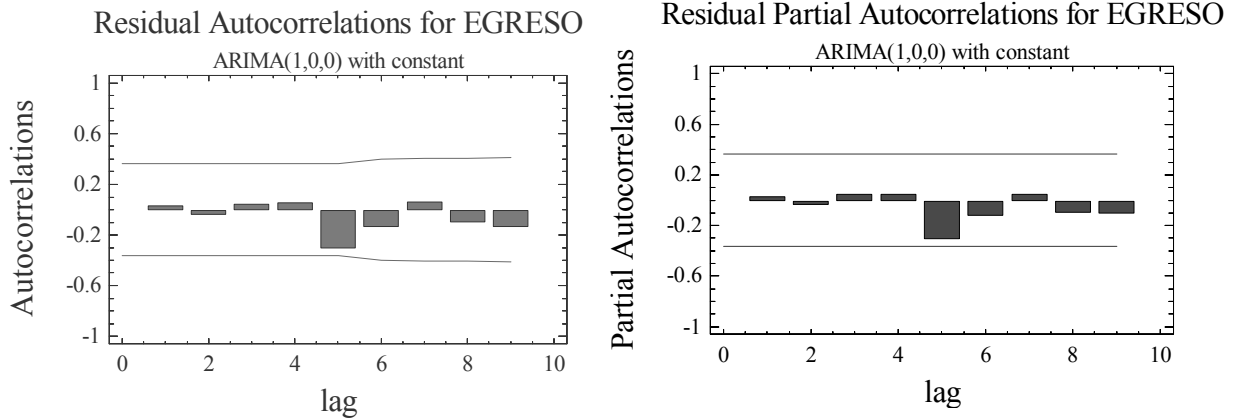 Residual Autocorrelations for EGRESO
ARIMA(1,0,0) with constant
Autocorrelations
1
0.6
0.2
-0.2
-0.6
-1
0 2 4 6 8 10
lag
Residual Partial Autocorrelations for EGRESO
ARIMA(1,0,0) with constant
Partial Autocorrelations
1
0.6
0.2
-0.2
-0.6
-1
0 2 4 6 8 10
lag